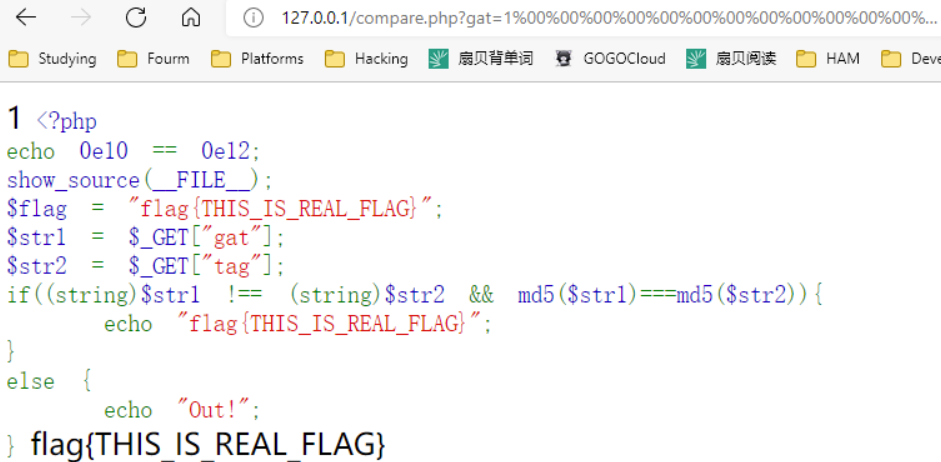 127.0.0.1/compare.php?gat=1%00%00%00%00%00%00%00%00%00%00%00%00%00%00%...
Studying Fourm Platforms Hacking 扇贝背单词 GOGOCloud 扇贝阅读 HAM Deve
1 <?php
echo 0e10 == 0e12;
show_source(__FILE__);
$flag = "flag{THIS_IS_REAL_FLAG}";
$str1 = $_GET["gat"];
$str2 = $_GET["tag"];
if((string)$str1 !== (string)$str2 && md5($str1)===md5($str2)){
echo "flag{THIS_IS_REAL_FLAG}";
}
else {
echo "Out!";
} flag{THIS_IS_REAL_FLAG}